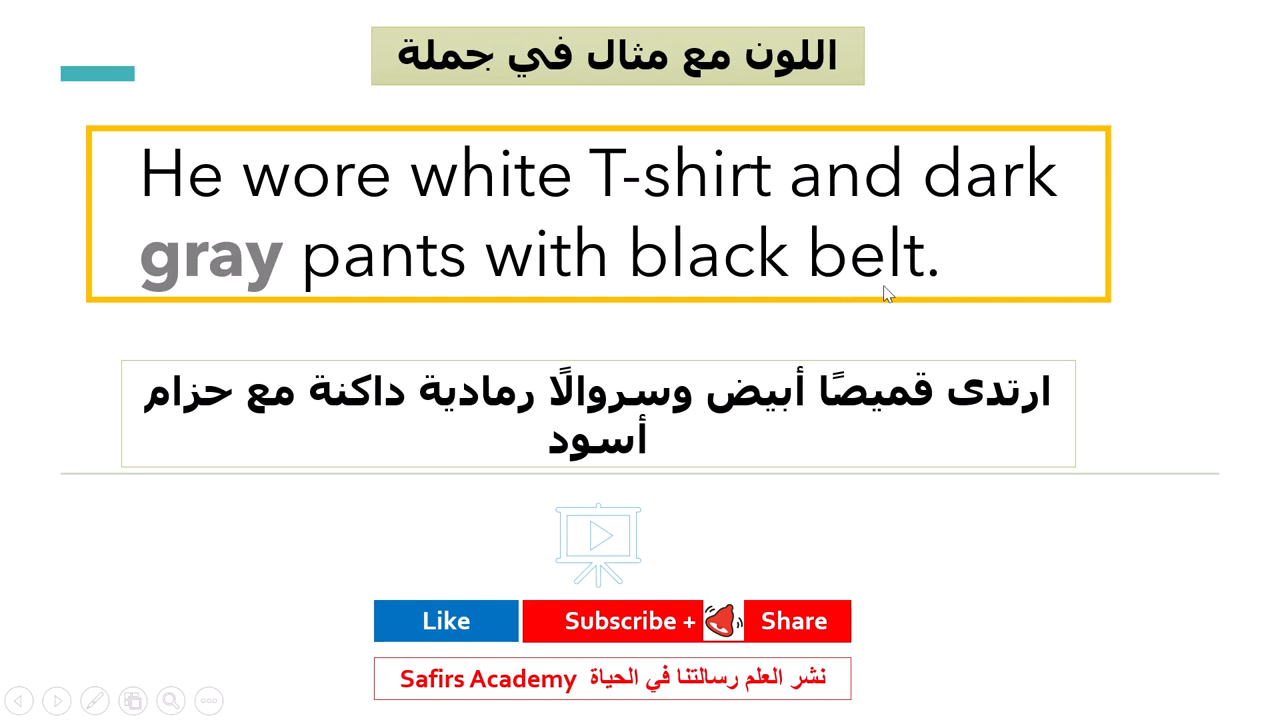 اللون مع مثال في جملة
He wore white T-shirt and dark
gray pants with black belt.
ارتدى قميصًا أبيض وسروالًا رمادية داكنة مع حزام
أسود
Like Subscribe + Share
Safirs Academy نشر العلم رسالتنا في الحياة